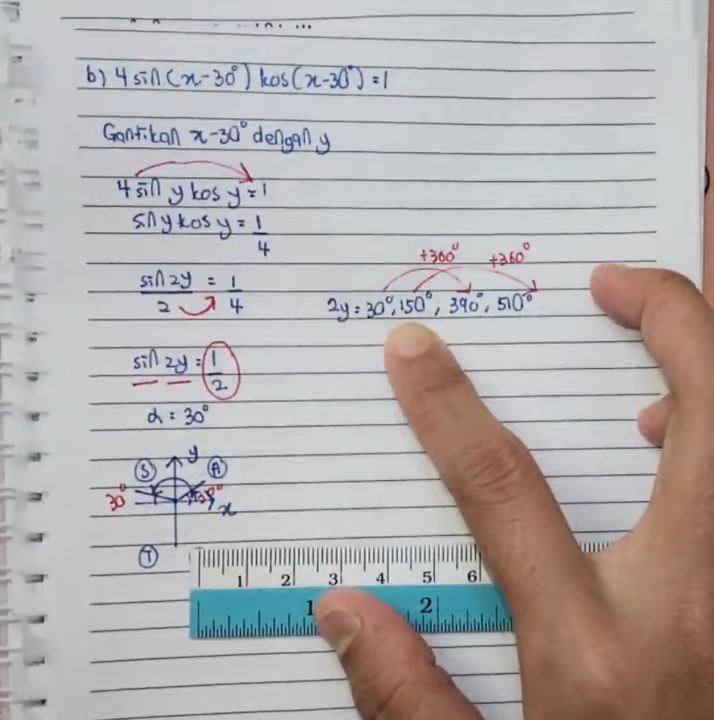 b) 4 sin(x-30°) kos(x-30°) = 1
Gantikan x-30° dengan y
4 sin y kos y = 1
sin y kos y = 1/4
sin 2y / 2 = 1/4
+360° +360°
2y = 30°, 150°, 390°, 510°
sin 2y = 1/2
α = 30°
y
S A
30° 30° x
T
1 2 3 4 5 6
1 2